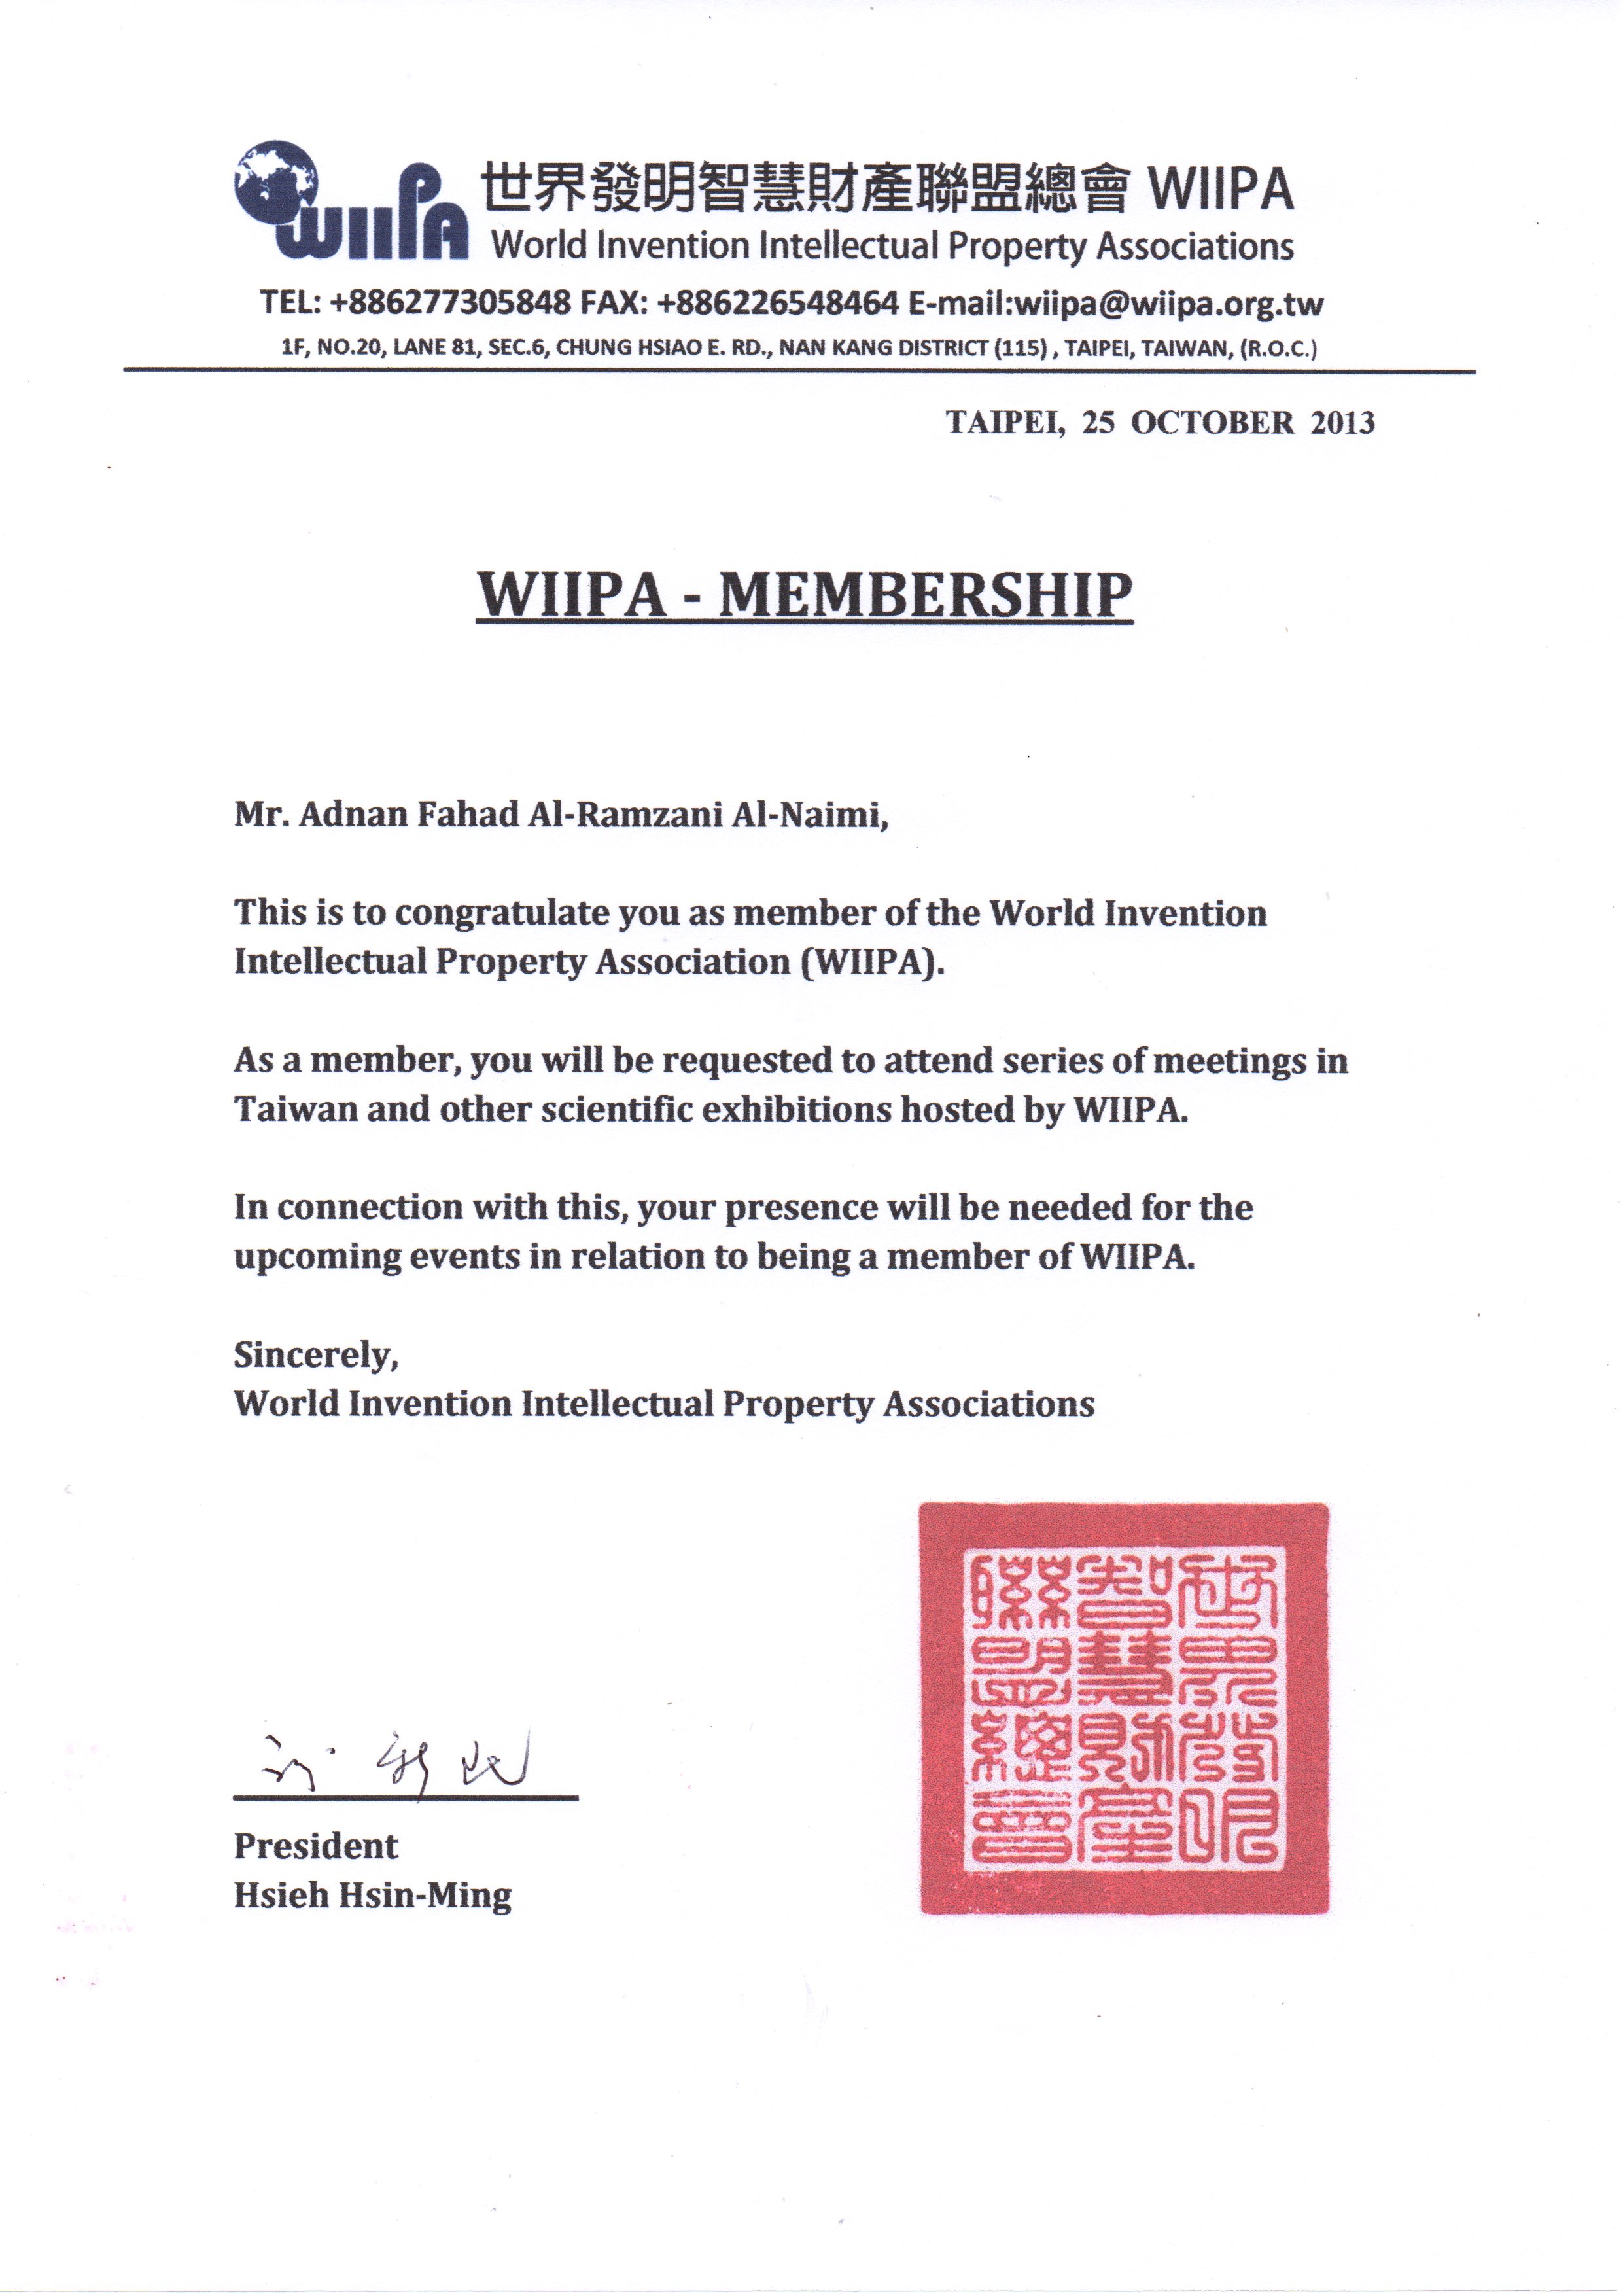 WIIPA 世界發明智慧財產聯盟總會 WIIPA
World Invention Intellectual Property Associations
TEL: +886277305848 FAX: +886226548464 E-mail:wiipa@wiipa.org.tw
1F, NO.20, LANE 81, SEC.6, CHUNG HSIAO E. RD., NAN KANG DISTRICT (115) , TAIPEI, TAIWAN, (R.O.C.)
TAIPEI, 25 OCTOBER 2013
WIIPA - MEMBERSHIP
Mr. Adnan Fahad Al-Ramzani Al-Naimi,
This is to congratulate you as member of the World Invention
Intellectual Property Association (WIIPA).
As a member, you will be requested to attend series of meetings in
Taiwan and other scientific exhibitions hosted by WIIPA.
In connection with this, your presence will be needed for the
upcoming events in relation to being a member of WIIPA.
Sincerely,
World Invention Intellectual Property Associations
世界發明
智慧財產
聯盟總會
President
Hsieh Hsin-Ming